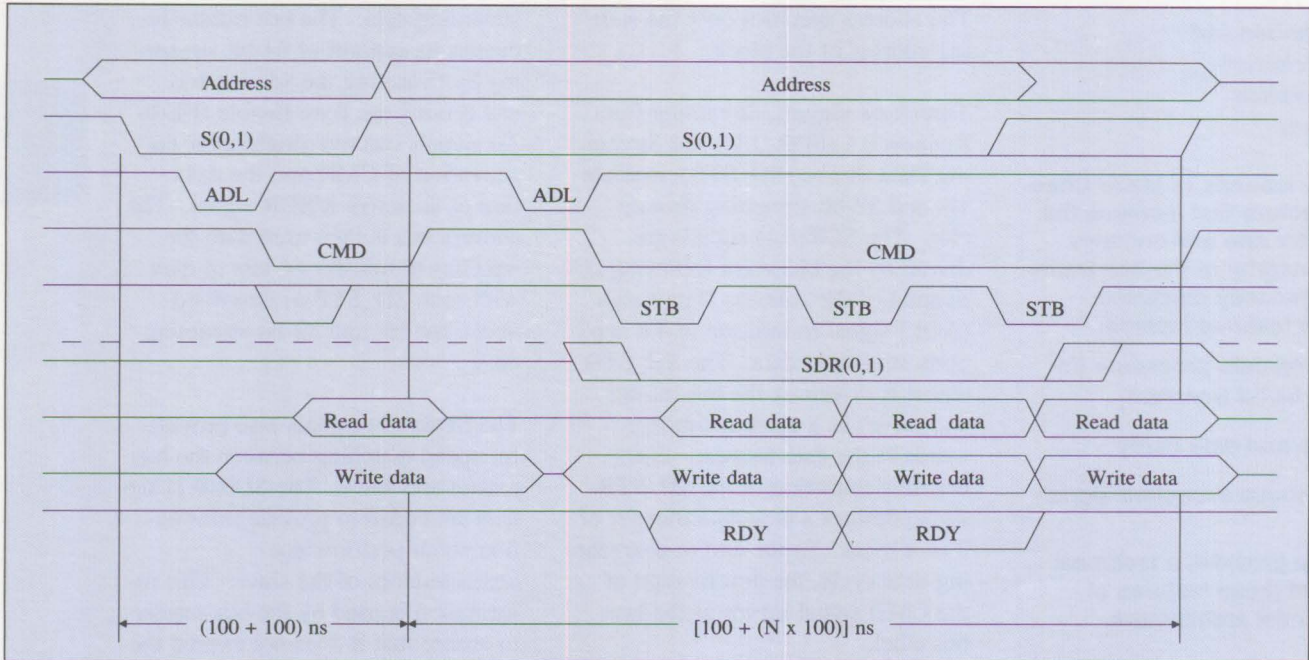 Address Address
S(0,1) S(0,1)
ADL ADL
CMD CMD
STB STB STB
SDR(0,1)
Read data Read data Read data Read data
Write data Write data Write data Write data
RDY RDY
(100 + 100) ns [100 + (N x 100)] ns